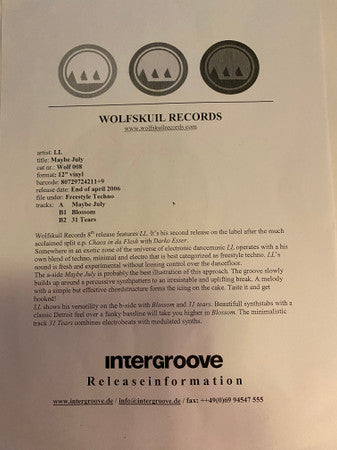 WOLFSKUIL RECORDS
www.wolfskuilrecords.com
artist: LL
title: Maybe July
cat or: Wolf 008
format: 12" vinyl
barcode: 80729724211+9
release date: End of april 2006
file under: Freestyle Techno
tracks: A Maybe July
B1 Blossom
B2 31 Tears
Wolfskuil Records 8th release features LL. It's his second release on the label after the much
acclaimed split e.p. Chaos in da Flesh with Darko Esser.
Somewhere in an exotic zone of the universe of electronic dancemusic LL operates with a his
own blend of techno, minimal and electro that is best categorized as freestyle techno. LL's
sound is fresh and experimental without loosing control over the dancefloor.
The a-side Maybe July is probably the best illustration of this approach. The groove slowly
builds up around a percussive synthpattern to an irresistable and uplifting break. A melody
with a simple but effective chordstructure forms the icing on the cake. Taste it and get
hooked!
LL shows his versatility on the b-side with Blossom and 31 tears. Beautifull synthstabs with a
classic Detroit feel over a funky bassline will take you higher in Blossom. The minimalistic
track 31 Tears combines electrobeats with modulated synths.
intergroove
Releaseinformation
www.intergroove.de / info@intergroove.de / fax: ++49(0)69 94547 555